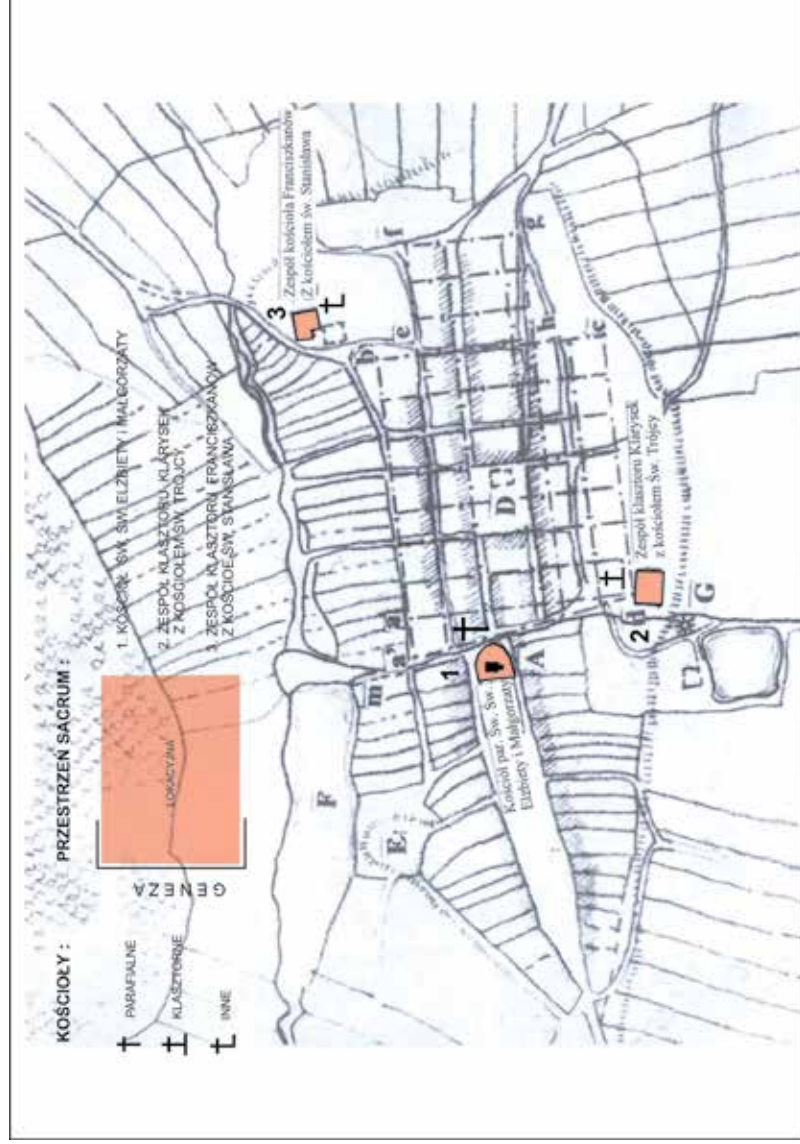 KOŚCIOŁY :
PARAFIALNE
KLASZTORNE
INNE
PRZESTRZEŃ SACRUM :
GENEZA
LOKACYJNA
1. KOŚCIÓŁ ŚW. ŚW ELŻBIETY I MAŁGORZATY
2. ZESPÓŁ KLASZTORU KLARYSEK
Z KOŚCIOŁEM ŚW. TRÓJCY
3. ZESPÓŁ KLASZTORU FRANCISZKANÓW
Z KOŚCIOŁ ŚW. STANISŁAWA
3
Zespół kościoła Franciszkanów
(Z kościołem św. Stanisława
1
Kościół par. Św. Św.
Elżbiety i Małgorzaty
2
Zespół klasztoru Klarysek
z kościołem Św. Trójcy
F
E
m
a
a
A
D
G
b
e
f
g
h
c